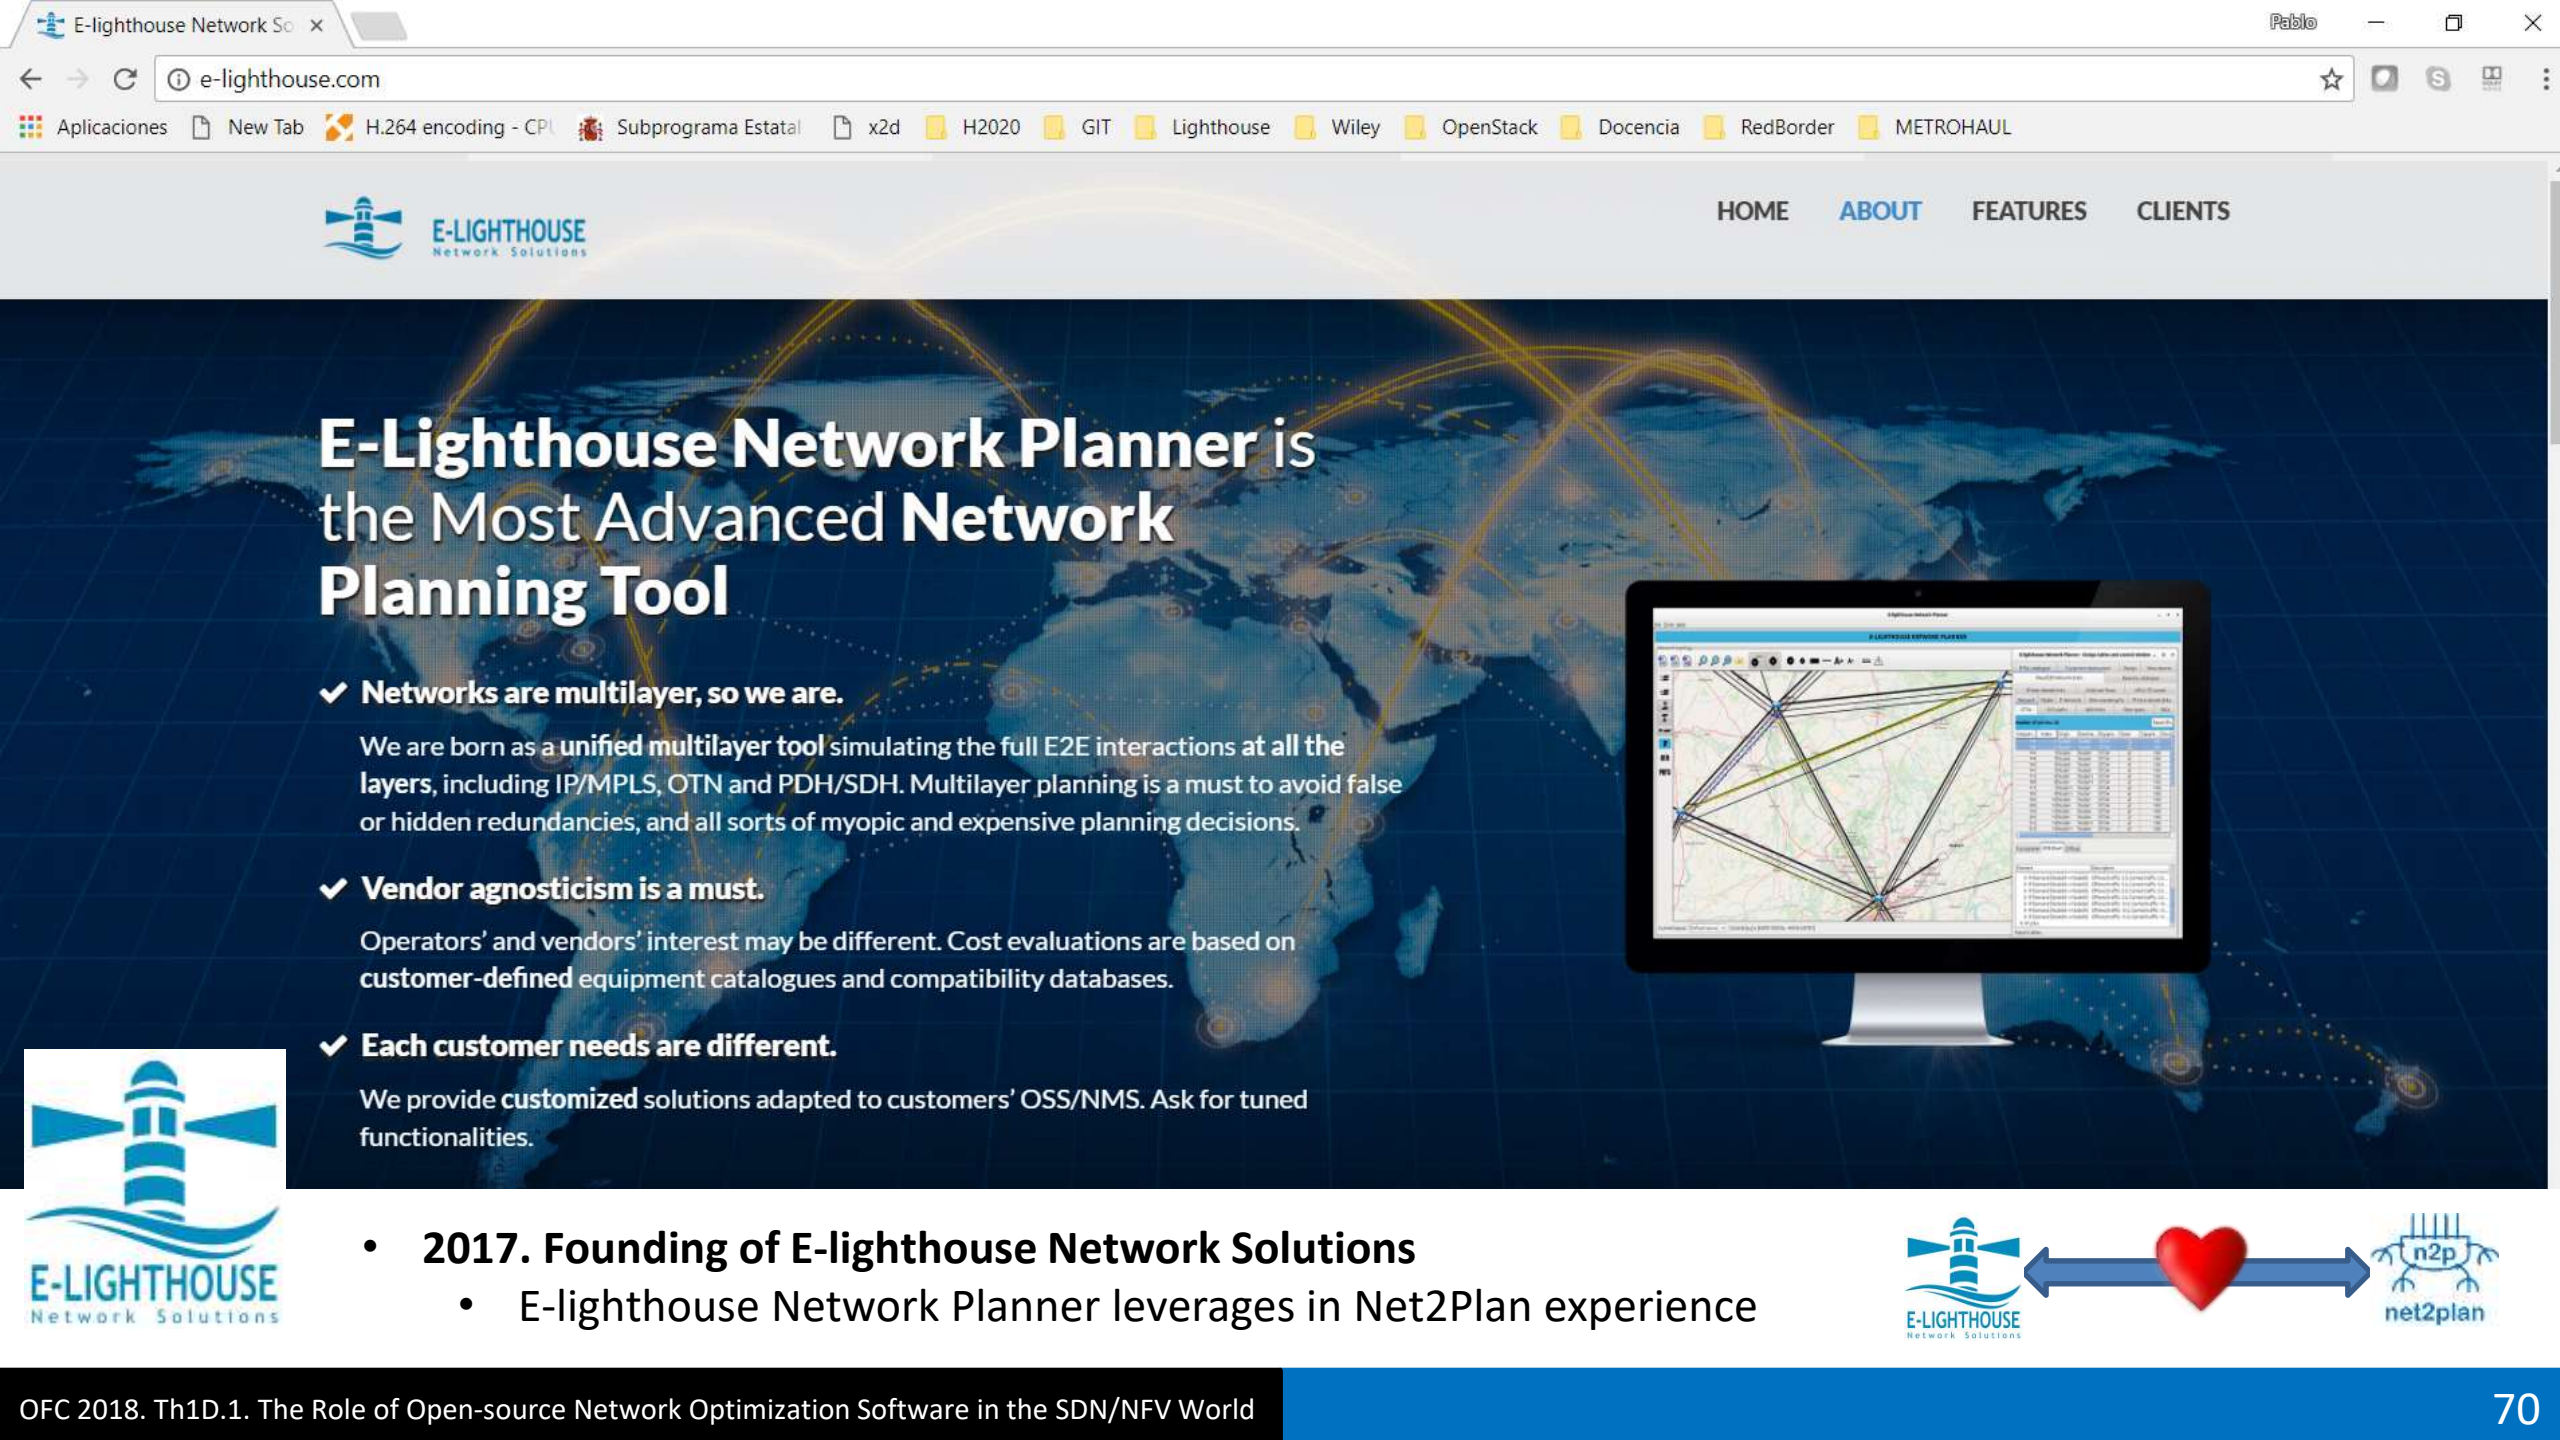 E-lighthouse Network So
Pablo
e-lighthouse.com
Aplicaciones New Tab H.264 encoding - CPU Subprograma Estatal x2d H2020 GIT Lighthouse Wiley OpenStack Docencia RedBorder METROHAUL
E-LIGHTHOUSE
Network Solutions
HOME ABOUT FEATURES CLIENTS
E-Lighthouse Network Planner is
the Most Advanced Network
Planning Tool
Networks are multilayer, so we are.
We are born as a unified multilayer tool simulating the full E2E interactions at all the
layers, including IP/MPLS, OTN and PDH/SDH. Multilayer planning is a must to avoid false
or hidden redundancies, and all sorts of myopic and expensive planning decisions.
Vendor agnosticism is a must.
Operators' and vendors' interest may be different. Cost evaluations are based on
customer-defined equipment catalogues and compatibility databases.
Each customer needs are different.
We provide customized solutions adapted to customers' OSS/NMS. Ask for tuned
functionalities.
E-LIGHTHOUSE NETWORK PLANNER
E-LIGHTHOUSE
Network Solutions
• 2017. Founding of E-lighthouse Network Solutions
• E-lighthouse Network Planner leverages in Net2Plan experience
E-LIGHTHOUSE
Network Solutions
n2p
net2plan
OFC 2018. Th1D.1. The Role of Open-source Network Optimization Software in the SDN/NFV World
70